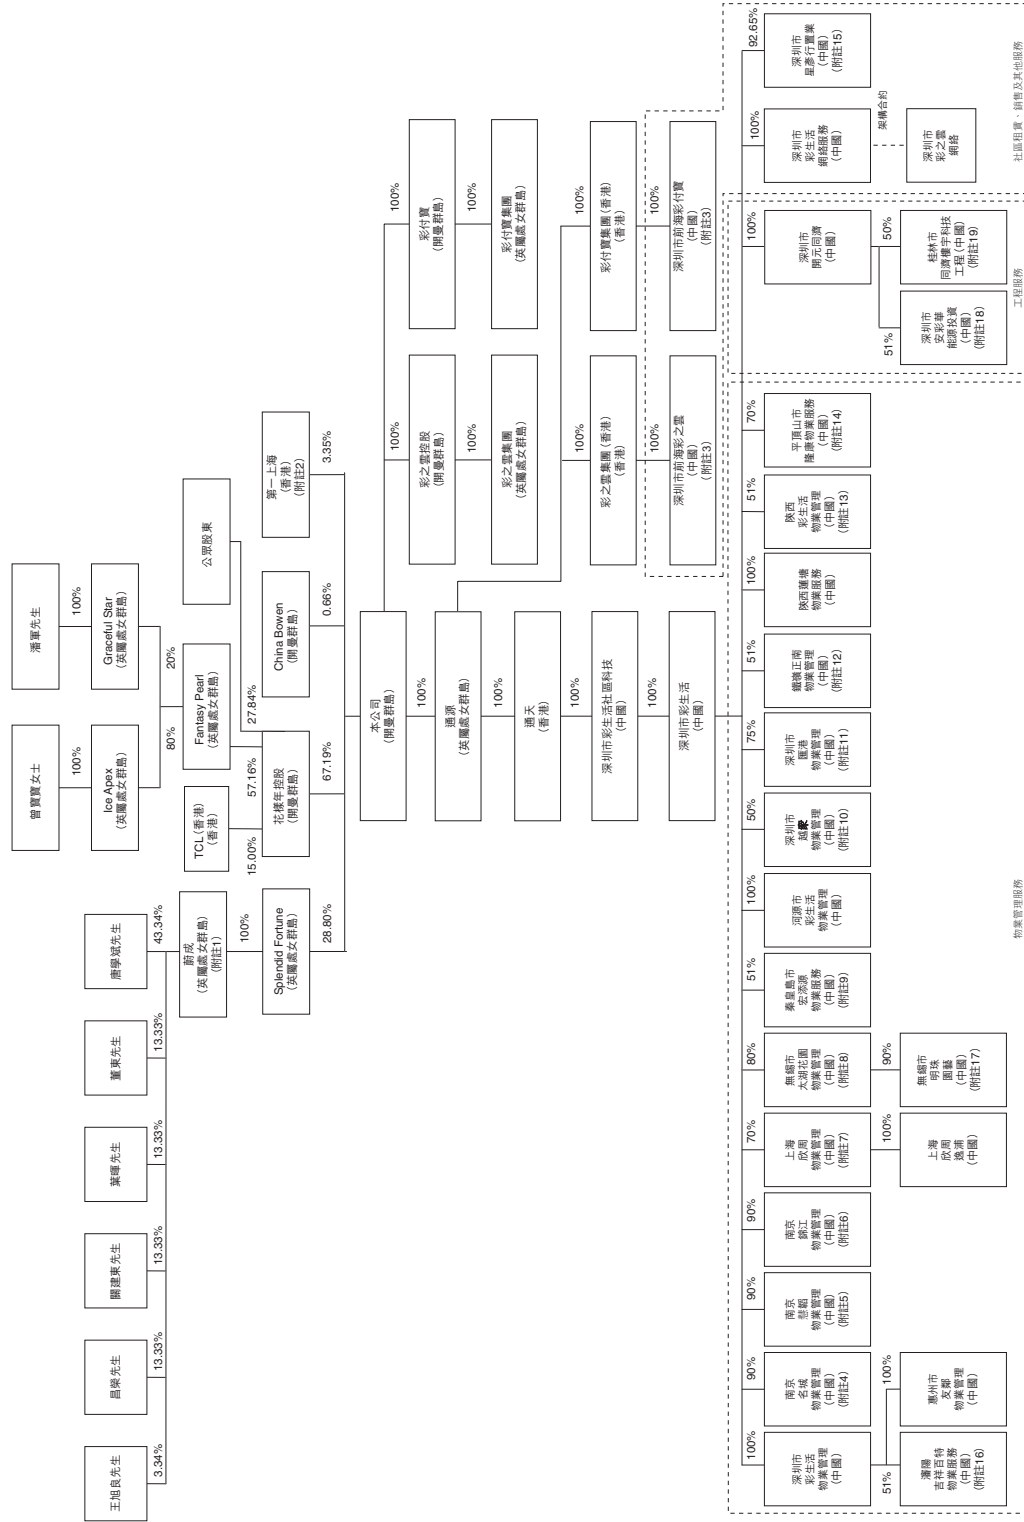 曾寶寶女士
潘軍先生
100%
100%
Ice Apex
(英屬處女群島)
Graceful Star
(英屬處女群島)
80%
20%
王旭良先生
昌榮先生
關建東先生
葉暉先生
董東先生
唐學斌先生
3.34%
13.33%
13.33%
13.33%
13.33%
43.34%
蔚成
(英屬處女群島)
(附註1)
TCL (香港)
(香港)
Fantasy Pearl
(英屬處女群島)
公眾股東
100%
15.00%
57.16%
27.84%
Splendid Fortune
(英屬處女群島)
花樣年控股
(開曼群島)
China Bowen
(開曼群島)
第一上海
(香港)
(附註2)
28.80%
67.19%
0.66%
3.35%
本公司
(開曼群島)
100%
100%
100%
彩之雲控股
(開曼群島)
彩付寶
(開曼群島)
通源
(英屬處女群島)
100%
100%
彩之雲集團
(英屬處女群島)
彩付寶集團
(英屬處女群島)
100%
通天
(香港)
100%
100%
彩之雲集團 (香港)
(香港)
彩付寶集團 (香港)
(香港)
100%
深圳市彩生活社區科技
(中國)
100%
100%
深圳市前海彩之雲
(中國)
(附註3)
深圳市前海彩付寶
(中國)
(附註3)
100%
深圳市彩生活
(中國)
100%
90%
90%
90%
70%
80%
51%
100%
50%
75%
51%
100%
51%
70%
100%
100%
92.65%
深圳市
彩生活
物業管理
(中國)
南京
名城
物業管理
(中國)
(附註4)
南京
慧韜
物業管理
(中國)
(附註5)
南京
錦江
物業管理
(中國)
(附註6)
上海
欣周
物業管理
(中國)
(附註7)
無錫市
太湖花園
物業管理
(中國)
(附註8)
秦皇島市
宏添源
物業服務
(中國)
(附註9)
河源市
彩生活
物業管理
(中國)
深圳市
越眾
物業管理
(中國)
(附註10)
深圳市
匯港
物業管理
(中國)
(附註11)
鐵嶺正南
物業管理
(中國)
(附註12)
陝西蓮塘
物業服務
(中國)
陝西
彩生活
物業管理
(中國)
(附註13)
平頂山市
隆康物業服務
(中國)
(附註14)
深圳市
開元同濟
(中國)
深圳市
彩生活
網絡服務
(中國)
深圳市
星彥行置業
(中國)
(附註15)
51%
100%
100%
90%
51%
50%
架構合約
瀋陽
吉祥百特
物業服務
(中國)
(附註16)
惠州市
友鄰
物業管理
(中國)
上海
欣周
逸浦
(中國)
無錫市
明珠
園藝
(中國)
(附註17)
深圳市
安彩華
能源投資
(中國)
(附註18)
桂林市
同濟樓宇科技
工程 (中國)
(附註19)
深圳市
彩之雲
網絡
物業管理服務
工程服務
社區租賃、銷售及其他服務